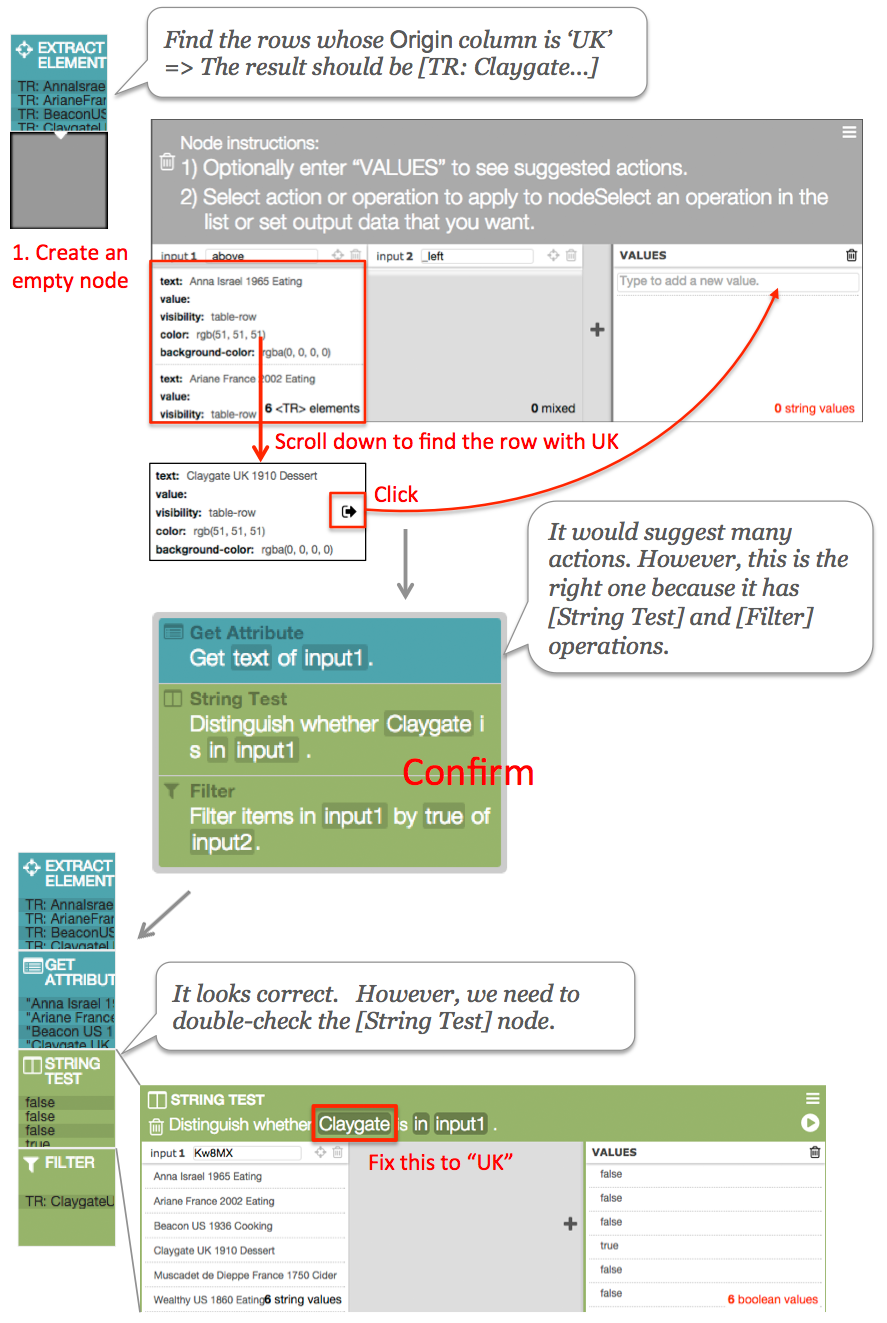 EXTRACT
ELEMENT
TR: AnnaIsrae
TR: ArianeFran
TR: BeaconUS
TR: ClaygateU
Find the rows whose Origin column is ‘UK’
=> The result should be [TR: Claygate...]
1. Create an
empty node
Node instructions:
1) Optionally enter “VALUES” to see suggested actions.
2) Select action or operation to apply to nodeSelect an operation in the
list or set output data that you want.
input 1 above
input 2 _left
VALUES
text: Anna Israel 1965 Eating
value:
visibility: table-row
color: rgb(51, 51, 51)
background-color: rgba(0, 0, 0, 0)
text: Ariane France 2002 Eating
value:
visibility: table-row
6 <TR> elements
0 mixed
Type to add a new value.
0 string values
Scroll down to find the row with UK
text: Claygate UK 1910 Dessert
value:
visibility: table-row
color: rgb(51, 51, 51)
background-color: rgba(0, 0, 0, 0)
Click
It would suggest many
actions. However, this is the
right one because it has
[String Test] and [Filter]
operations.
Get Attribute
Get text of input1 .
String Test
Distinguish whether Claygate i
s in input1 .
Filter
Filter items in input1 by true of
input2 .
Confirm
EXTRACT
ELEMENT
TR: AnnaIsrae
TR: ArianeFran
TR: BeaconUS
TR: ClaygateU
GET
ATTRIBUT
"Anna Israel 1
"Ariane France
"Beacon US 1
"Claygate UK
STRING
TEST
false
false
false
true
FILTER
TR: ClaygateU
It looks correct. However, we need to
double-check the [String Test] node.
STRING TEST
Distinguish whether Claygate is in input1 .
Fix this to “UK”
input 1 Kw8MX
Anna Israel 1965 Eating
Ariane France 2002 Eating
Beacon US 1936 Cooking
Claygate UK 1910 Dessert
Muscadet de Dieppe France 1750 Cider
Wealthy US 1860 Eating
6 string values
VALUES
false
false
false
true
false
false
6 boolean values